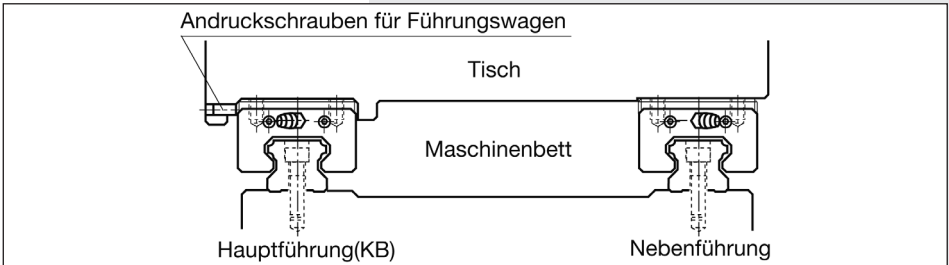 Andruckschrauben für Führungswagen
Tisch
Maschinenbett
Hauptführung(KB)
Nebenführung